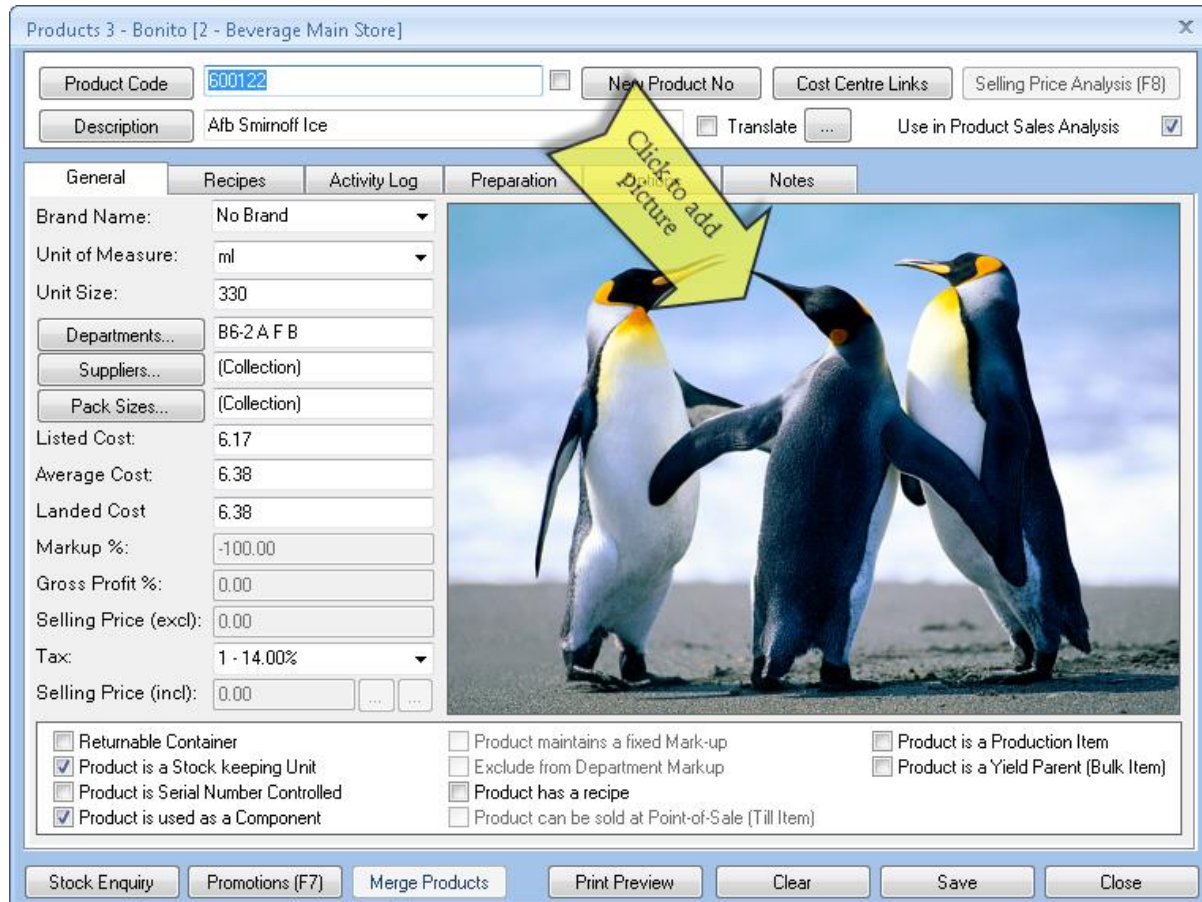 Products 3 - Bonito [2 - Beverage Main Store]
x
Product Code 600122 New Product No Cost Centre Links Selling Price Analysis (F8)
Description Afb Smirnoff Ice Translate ... Use in Product Sales Analysis
General Recipes Activity Log Preparation Notes
Click to add
picture
Brand Name: No Brand
Unit of Measure: ml
Unit Size: 330
Departments... B6-2 A F B
Suppliers... (Collection)
Pack Sizes... (Collection)
Listed Cost: 6.17
Average Cost: 6.38
Landed Cost 6.38
Markup %: -100.00
Gross Profit %: 0.00
Selling Price (excl): 0.00
Tax: 1 - 14.00%
Selling Price (incl): 0.00 ... ...
Returnable Container
Product is a Stock keeping Unit
Product is Serial Number Controlled
Product is used as a Component
Product maintains a fixed Mark-up
Exclude from Department Markup
Product has a recipe
Product can be sold at Point-of-Sale (Till Item)
Product is a Production Item
Product is a Yield Parent (Bulk Item)
Stock Enquiry Promotions (F7) Merge Products Print Preview Clear Save Close